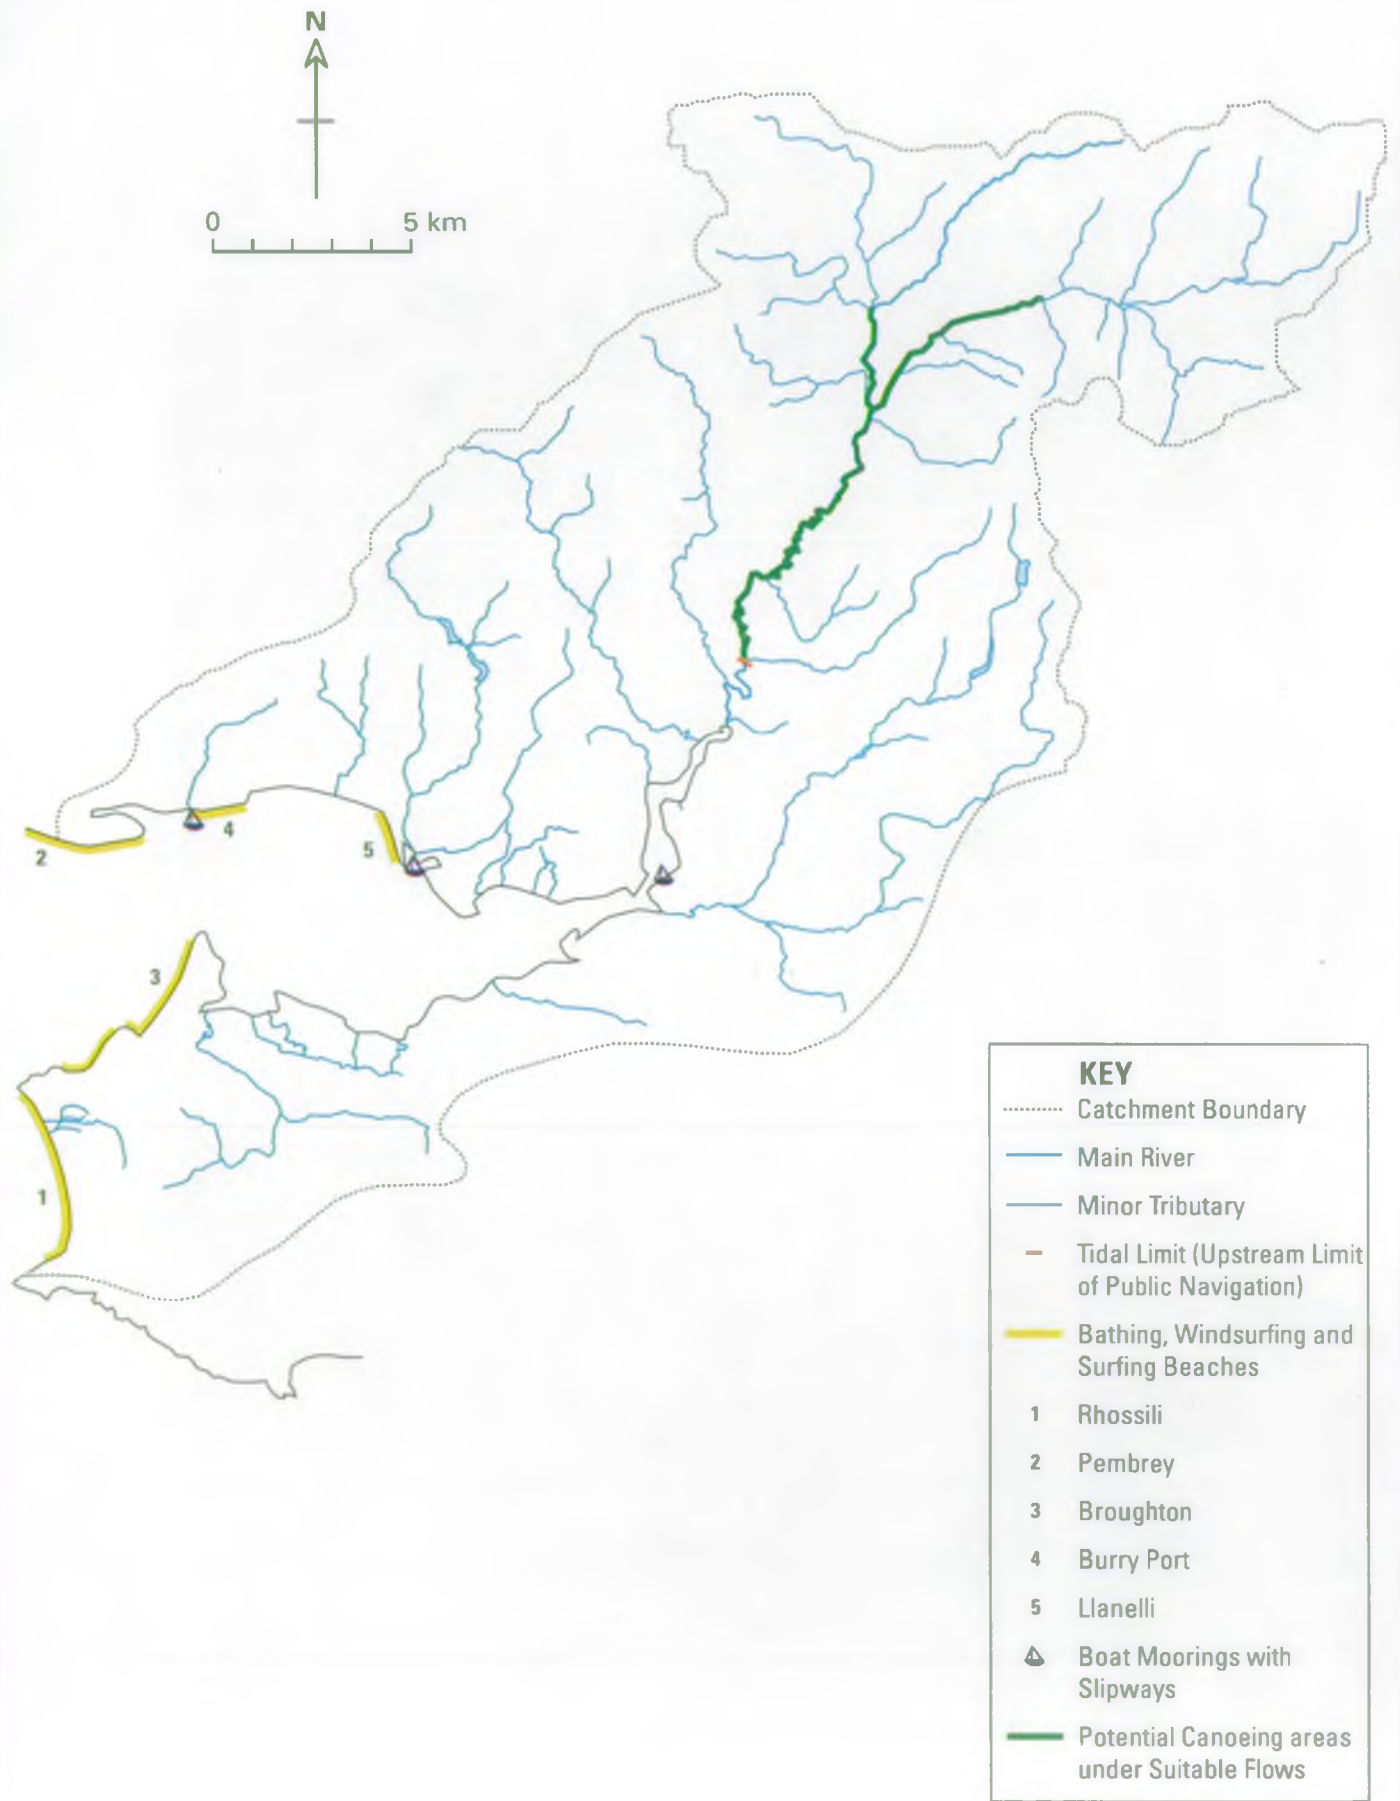 N
0 5 km
4
2
5
3
1
KEY
Catchment Boundary
Main River
Minor Tributary
Tidal Limit (Upstream Limit
of Public Navigation)
Bathing, Windsurfing and
Surfing Beaches
1 Rhossili
2 Pembrey
3 Broughton
4 Burry Port
5 Llanelli
Boat Moorings with
Slipways
Potential Canoeing areas
under Suitable Flows